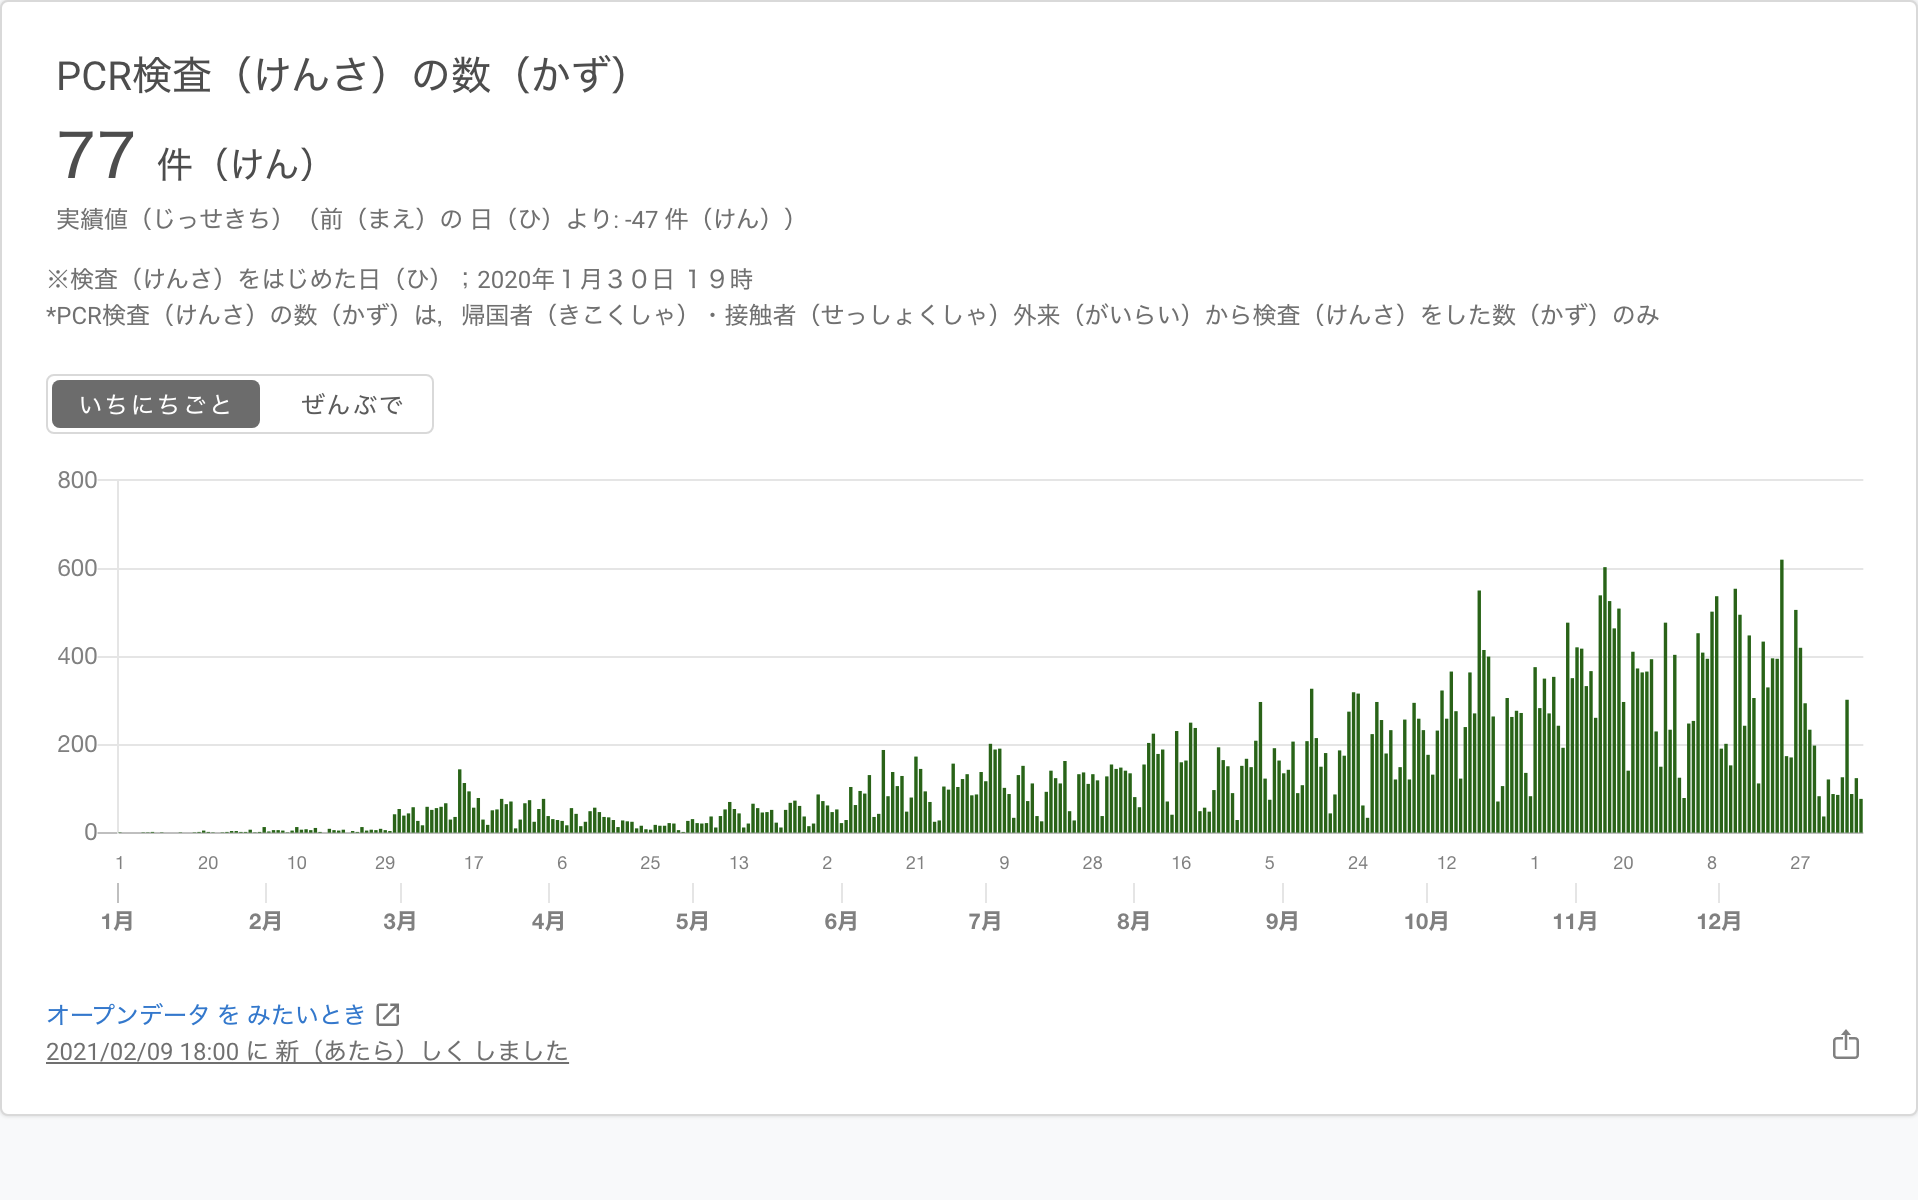 PCR検査（けんさ）の数（かず）
77 件（けん）
実績値（じっせきち）（前（まえ）の 日（ひ）より: -47 件（けん））
※検査（けんさ）をはじめた日（ひ）；2020年１月３０日 １９時
*PCR検査（けんさ）の数（かず）は，帰国者（きこくしゃ）・接触者（せっしょくしゃ）外来（がいらい）から検査（けんさ）をした数（かず）のみ
いちにちごと ぜんぶで
800
600
400
200
0
1 20 10 29 17 6 25 13 2 21 9 28 16 5 24 12 1 20 8 27
1月 2月 3月 4月 5月 6月 7月 8月 9月 10月 11月 12月
オープンデータ を みたいとき
2021/02/09 18:00 に 新（あたら）しく しました